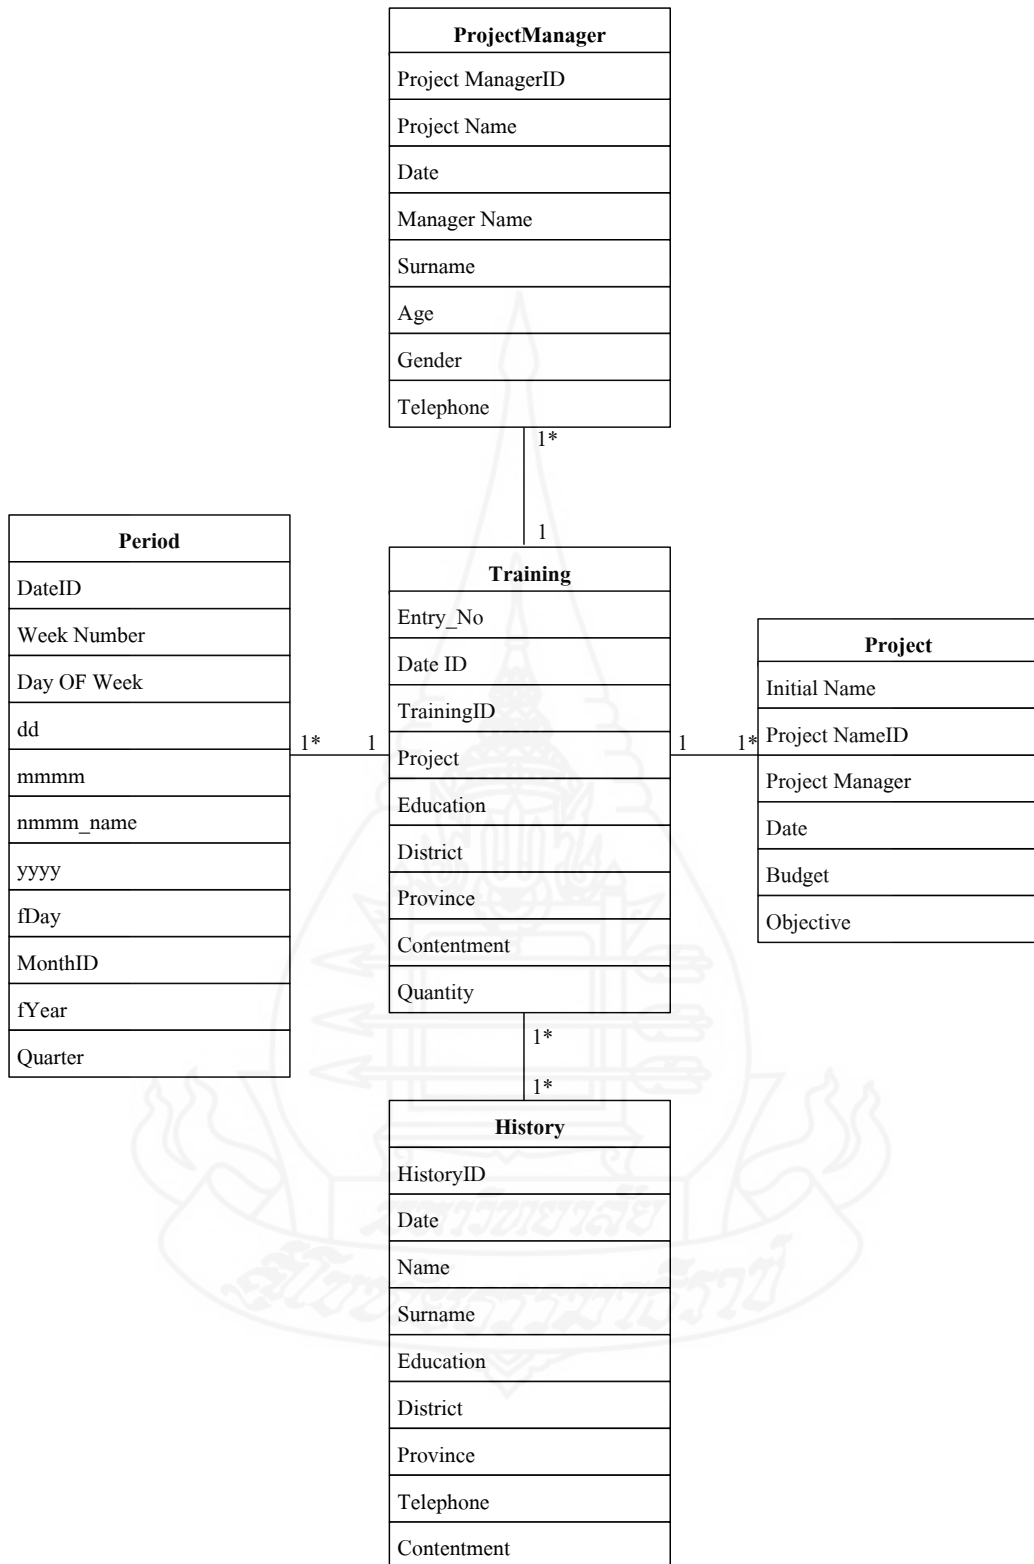 ProjectManager
Project ManagerID
Project Name
Date
Manager Name
Surname
Age
Gender
Telephone
1*
1
Period
DateID
Week Number
Day OF Week
dd
mmmm
nmmm_name
yyyy
fDay
MonthID
fYear
Quarter
1*
1
Training
Entry_No
Date ID
TrainingID
Project
Education
District
Province
Contentment
Quantity
1
1*
Project
Initial Name
Project NameID
Project Manager
Date
Budget
Objective
1*
1*
History
HistoryID
Date
Name
Surname
Education
District
Province
Telephone
Contentment